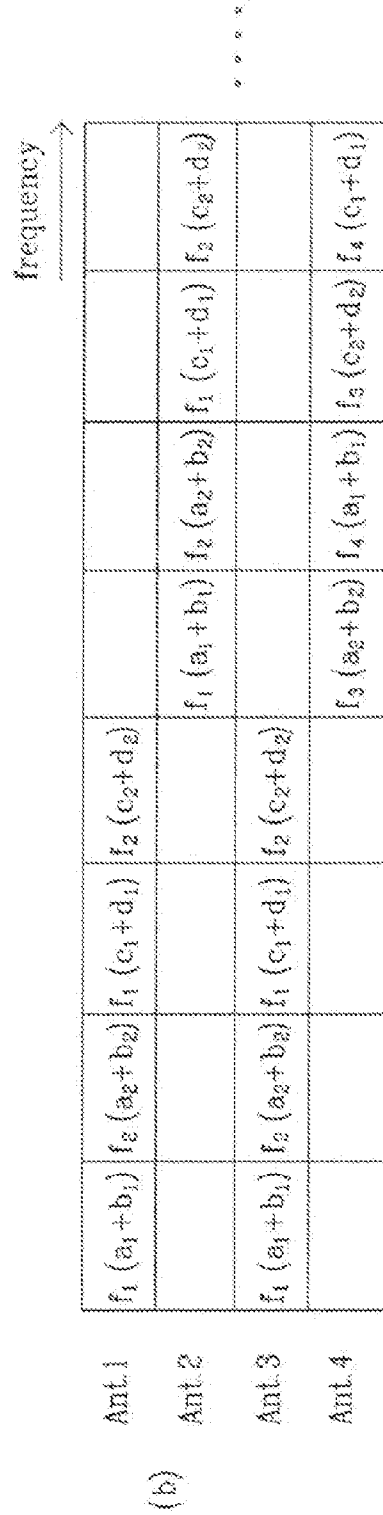 frequency
Ant.1 f₁ (a₁+b₁) f₂ (a₂+b₂) f₁ (c₁+d₁) f₂ (c₂+d₂)
Ant.2 f₁ (a₁+b₁) f₂ (a₂+b₂) f₁ (c₁+d₁) f₂ (c₂+d₂)
Ant.3 f₁ (a₁+b₁) f₂ (a₂+b₂) f₁ (c₁+d₁) f₂ (c₂+d₂)
Ant.4 f₃ (a₂+b₂) f₄ (a₁+b₁) f₃ (c₂+d₂) f₄ (c₁+d₁)
(b)